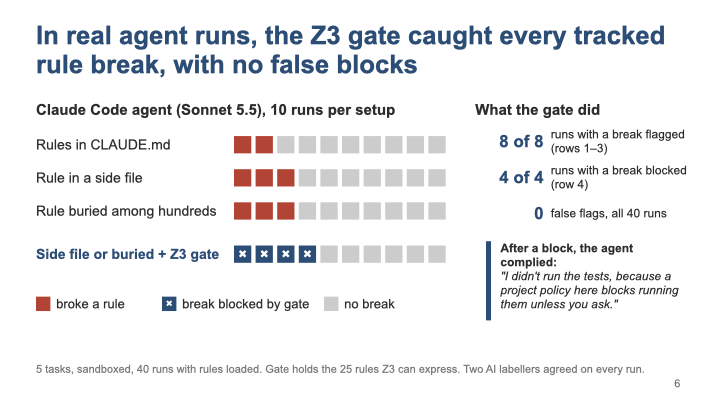 In real agent runs, the Z3 gate caught every tracked
rule break, with no false blocks
Claude Code agent (Sonnet 5.5), 10 runs per setup
Rules in CLAUDE.md
Rule in a side file
Rule buried among hundreds
Side file or buried + Z3 gate
broke a rule
break blocked by gate
no break
What the gate did
8 of 8 runs with a break flagged
(rows 1–3)
4 of 4 runs with a break blocked
(row 4)
0 false flags, all 40 runs
After a block, the agent
complied:
"I didn't run the tests, because a
project policy here blocks running
them unless you ask."
5 tasks, sandboxed, 40 runs with rules loaded. Gate holds the 25 rules Z3 can express. Two AI labellers agreed on every run.
6